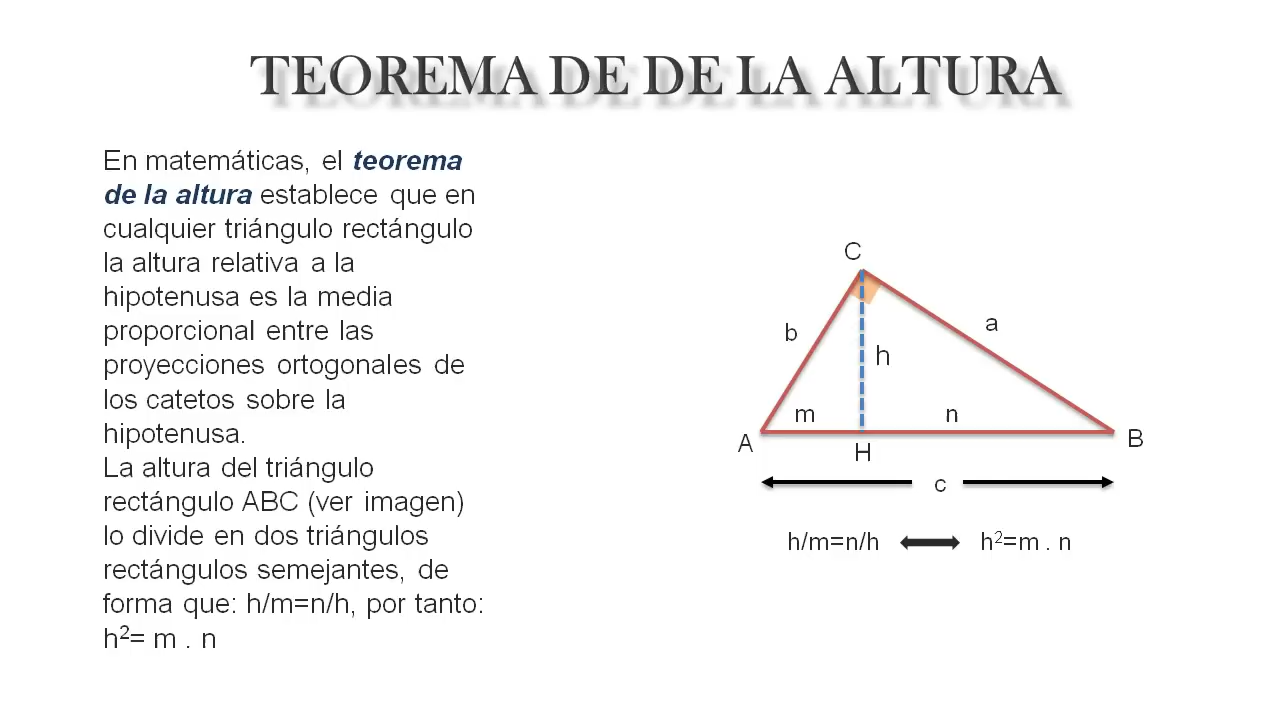 TEOREMA DE DE LA ALTURA
En matemáticas, el teorema
de la altura establece que en
cualquier triángulo rectángulo
la altura relativa a la
hipotenusa es la media
proporcional entre las
proyecciones ortogonales de
los catetos sobre la
hipotenusa.
La altura del triángulo
rectángulo ABC (ver imagen)
lo divide en dos triángulos
rectángulos semejantes, de
forma que: h/m=n/h, por tanto:
h²= m . n
C
b
a
h
m
n
A
H
B
c
h/m=n/h
h²=m . n